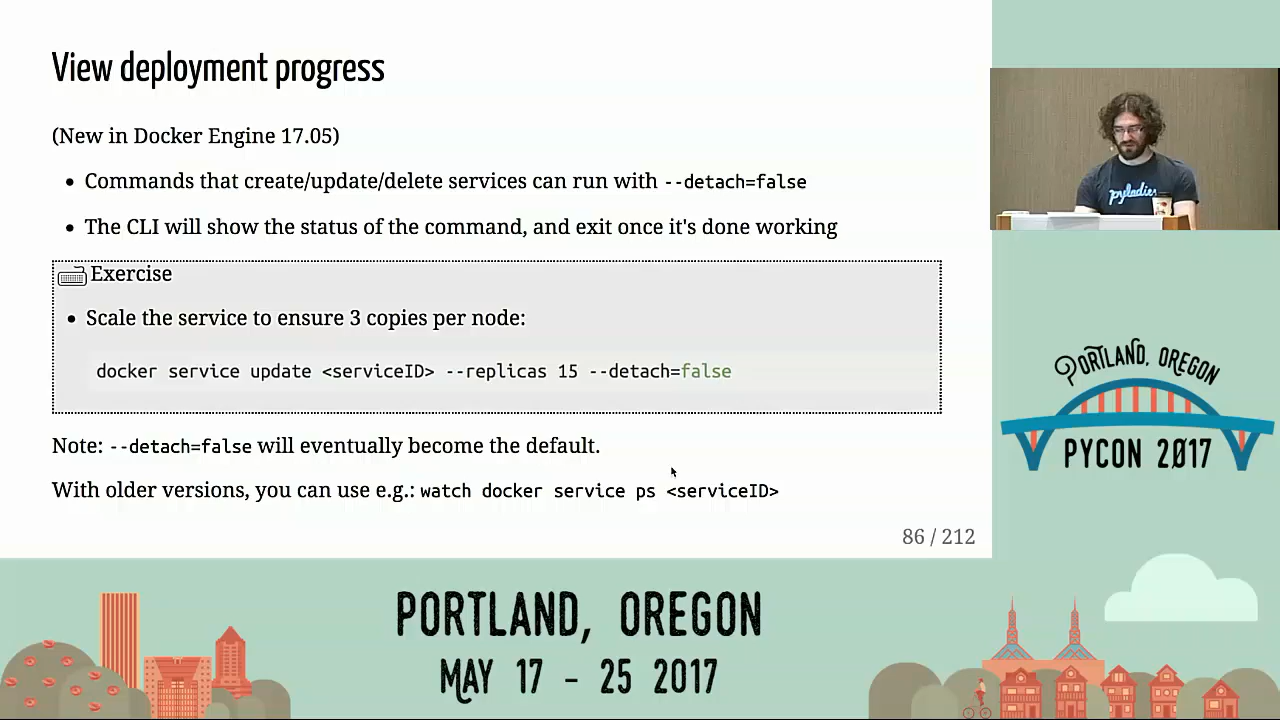 View deployment progress
(New in Docker Engine 17.05)
Commands that create/update/delete services can run with --detach=false
The CLI will show the status of the command, and exit once it's done working
Exercise
Scale the service to ensure 3 copies per node:
docker service update <serviceID> --replicas 15 --detach=false
Note: --detach=false will eventually become the default.
With older versions, you can use e.g.: watch docker service ps <serviceID>
86 / 212
pyladies
PORTLAND, OREGON
PYCON 2017
PORTLAND, OREGON
MAY 17 - 25 2017